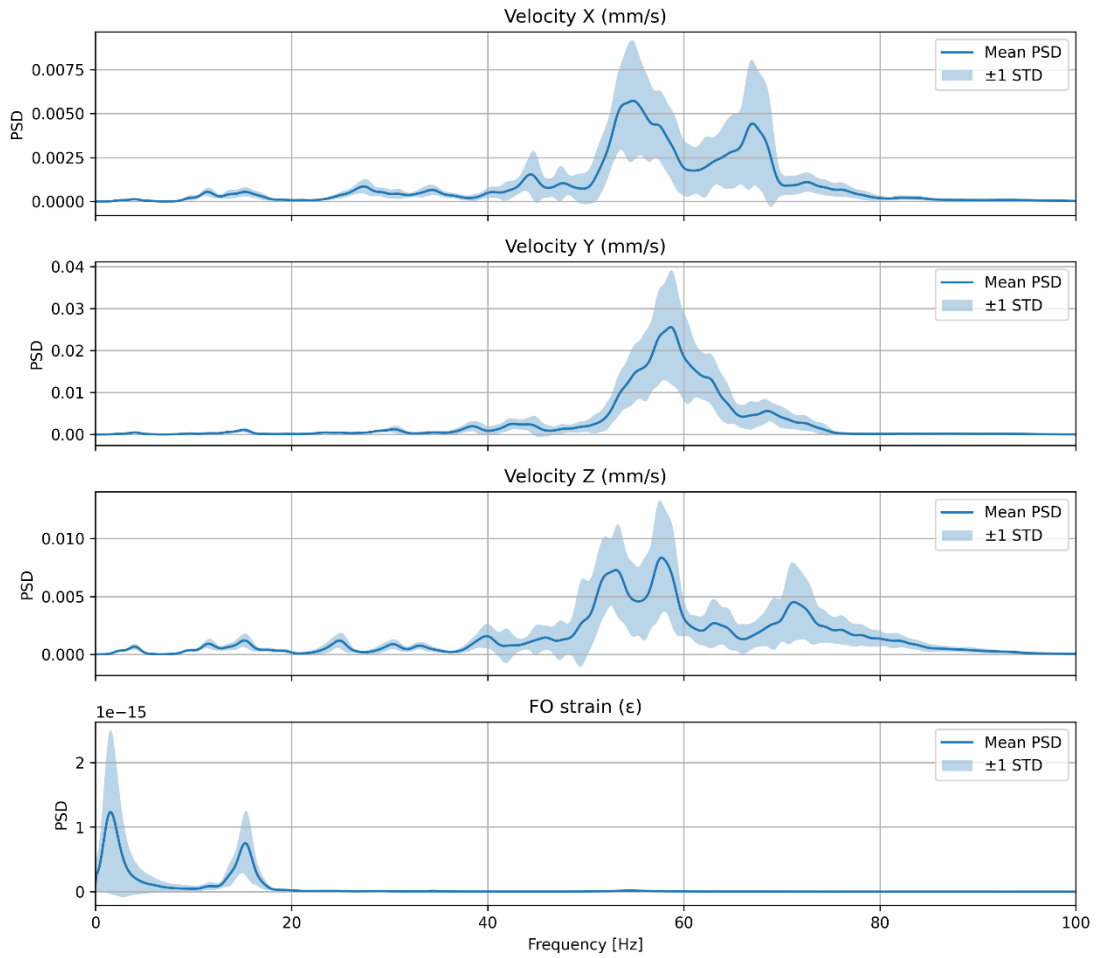 Velocity X (mm/s)
PSD
0.0075
0.0050
0.0025
0.0000
Mean PSD
±1 STD
Velocity Y (mm/s)
PSD
0.04
0.03
0.02
0.01
0.00
Mean PSD
±1 STD
Velocity Z (mm/s)
PSD
0.010
0.005
0.000
Mean PSD
±1 STD
FO strain (ε)
1e−15
PSD
2
1
0
Mean PSD
±1 STD
0 20 40 60 80 100
Frequency [Hz]